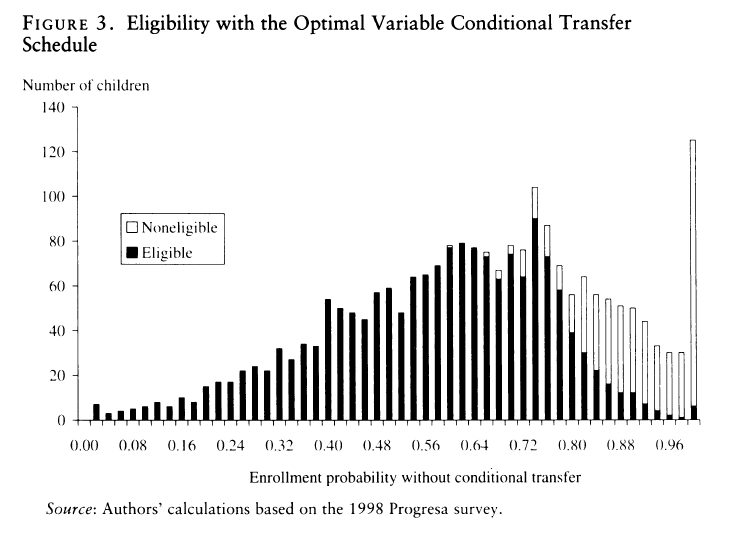 FIGURE 3. Eligibility with the Optimal Variable Conditional Transfer
Schedule
Number of children
140
120
100
80
60
40
20
0
Noneligible
Eligible
0.00 0.08 0.16 0.24 0.32 0.40 0.48 0.56 0.64 0.72 0.80 0.88 0.96
Enrollment probability without conditional transfer
Source: Authors' calculations based on the 1998 Progresa survey.